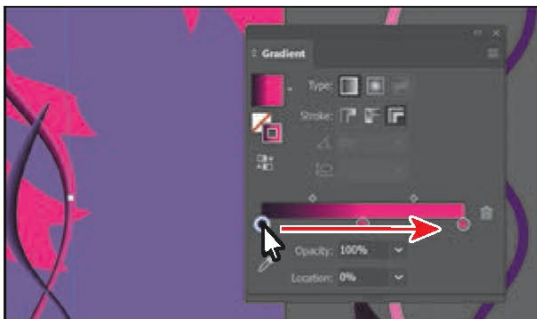 Gradient
Type:
Stroke:
Opacity: 100%
Location: 0%